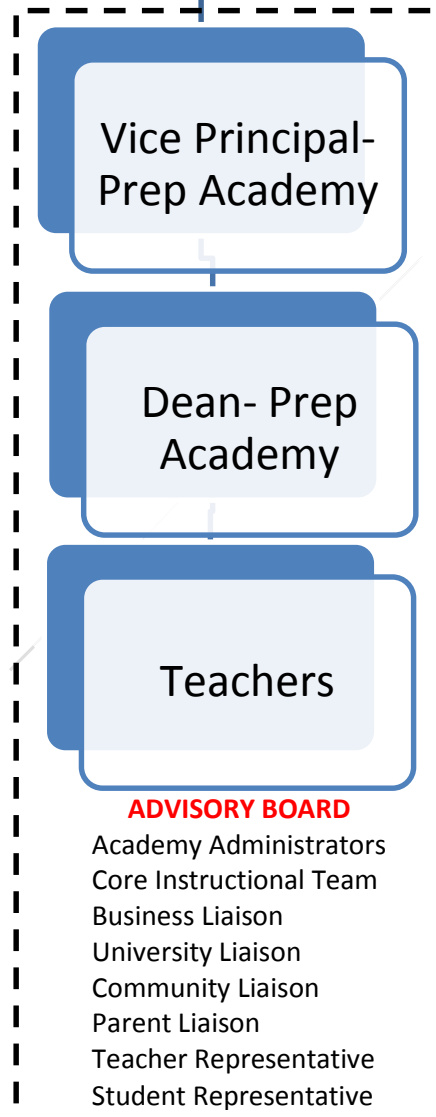 Vice Principal-
Prep Academy
Dean- Prep
Academy
Teachers
ADVISORY BOARD
Academy Administrators
Core Instructional Team
Business Liaison
University Liaison
Community Liaison
Parent Liaison
Teacher Representative
Student Representative